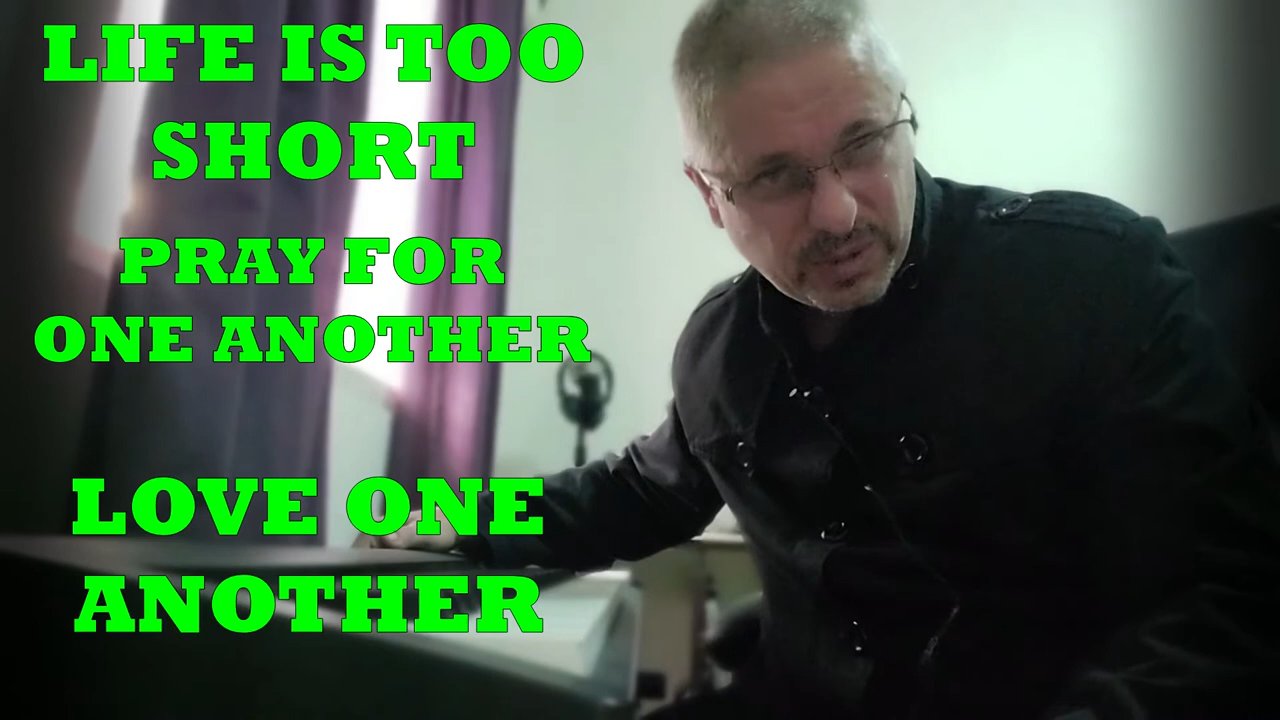 LIFE IS TOO
SHORT
PRAY FOR
ONE ANOTHER
LOVE ONE
ANOTHER